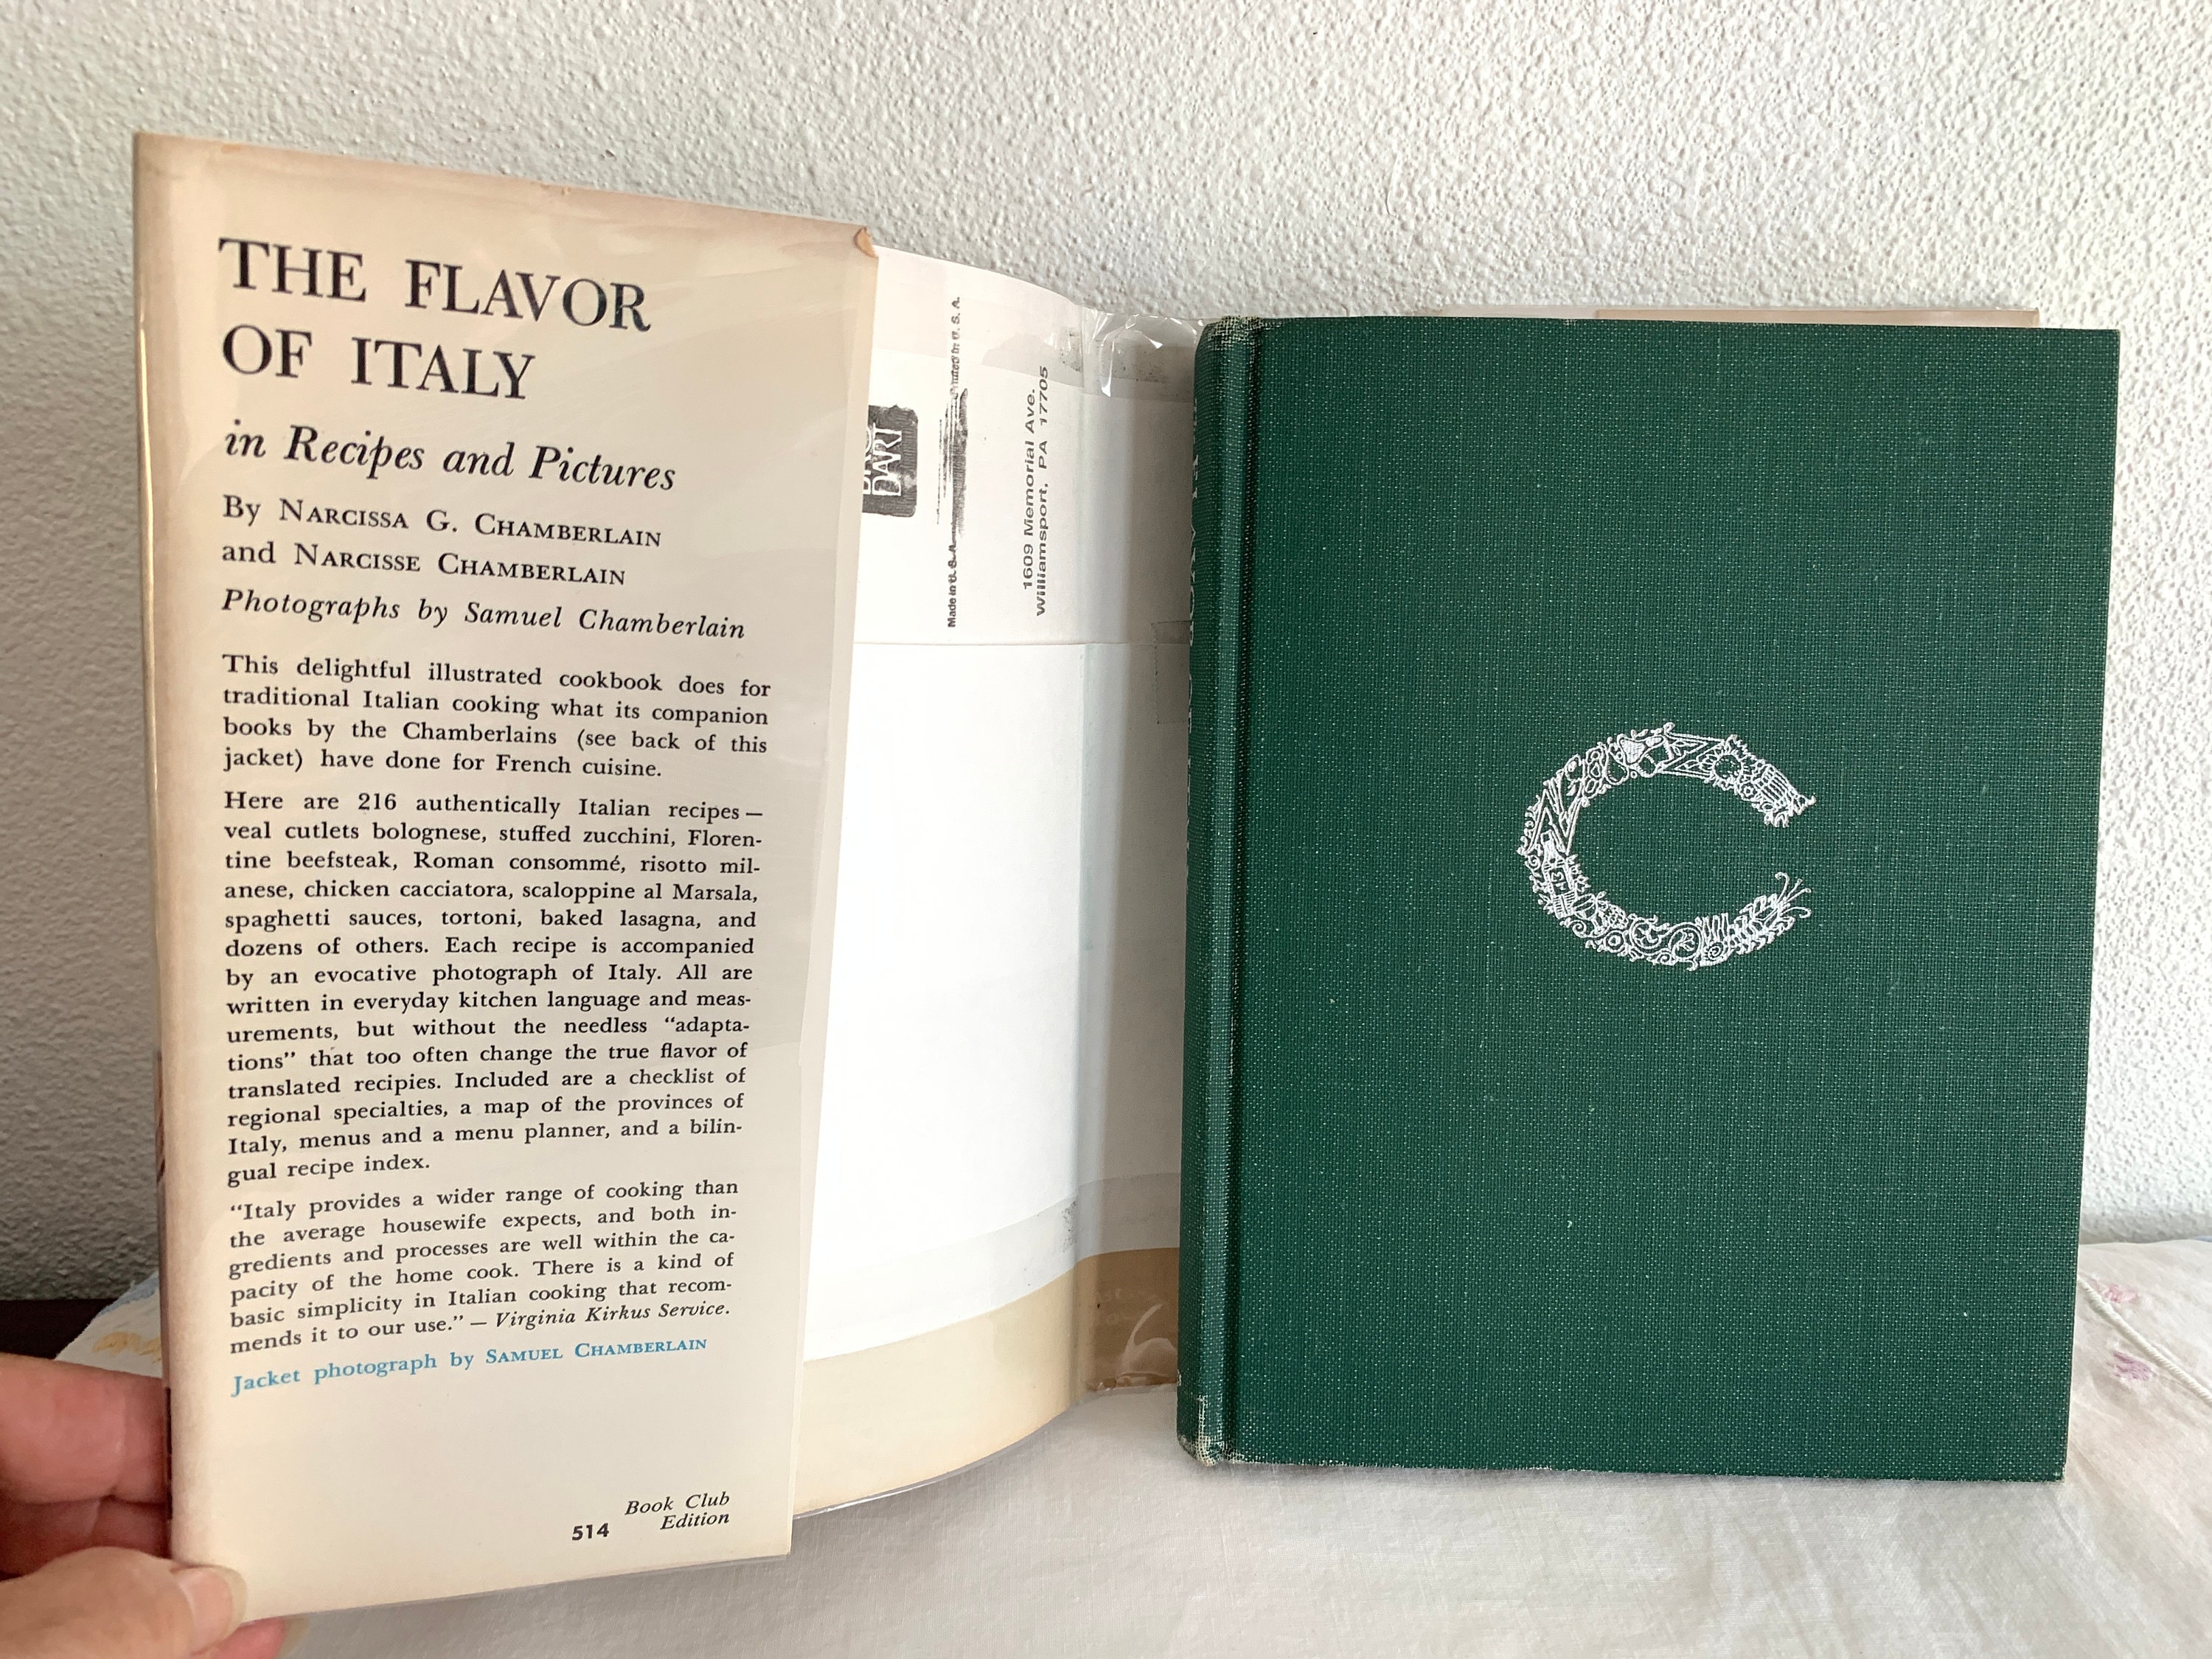 THE FLAVOR
OF ITALY
in Recipes and Pictures
By NARCISSA G. CHAMBERLAIN
and NARCISSE CHAMBERLAIN
Photographs by Samuel Chamberlain
This delightful illustrated cookbook does for
traditional Italian cooking what its companion
books by the Chamberlains (see back of this
jacket) have done for French cuisine.
Here are 216 authentically Italian recipes—
veal cutlets bolognese, stuffed zucchini, Floren-
tine beefsteak, Roman consommé, risotto mil-
anese, chicken cacciatora, scaloppine al Marsala,
spaghetti sauces, tortoni, baked lasagna, and
dozens of others. Each recipe is accompanied
by an evocative photograph of Italy. All are
written in everyday kitchen language and meas-
urements, but without the needless “adapta-
tions” that too often change the true flavor of
translated recipies. Included are a checklist of
regional specialties, a map of the provinces of
Italy, menus and a menu planner, and a bilin-
gual recipe index.
“Italy provides a wider range of cooking than
the average housewife expects, and both in-
gredients and processes are well within the ca-
pacity of the home cook. There is a kind of
basic simplicity in Italian cooking that recom-
mends it to our use.” — Virginia Kirkus Service.
Jacket photograph by SAMUEL CHAMBERLAIN
Book Club
Edition
514
DART
Made in U.S.A.
Printed in U. S. A.
1609 Memorial Ave.
Williamsport, PA 17705
C